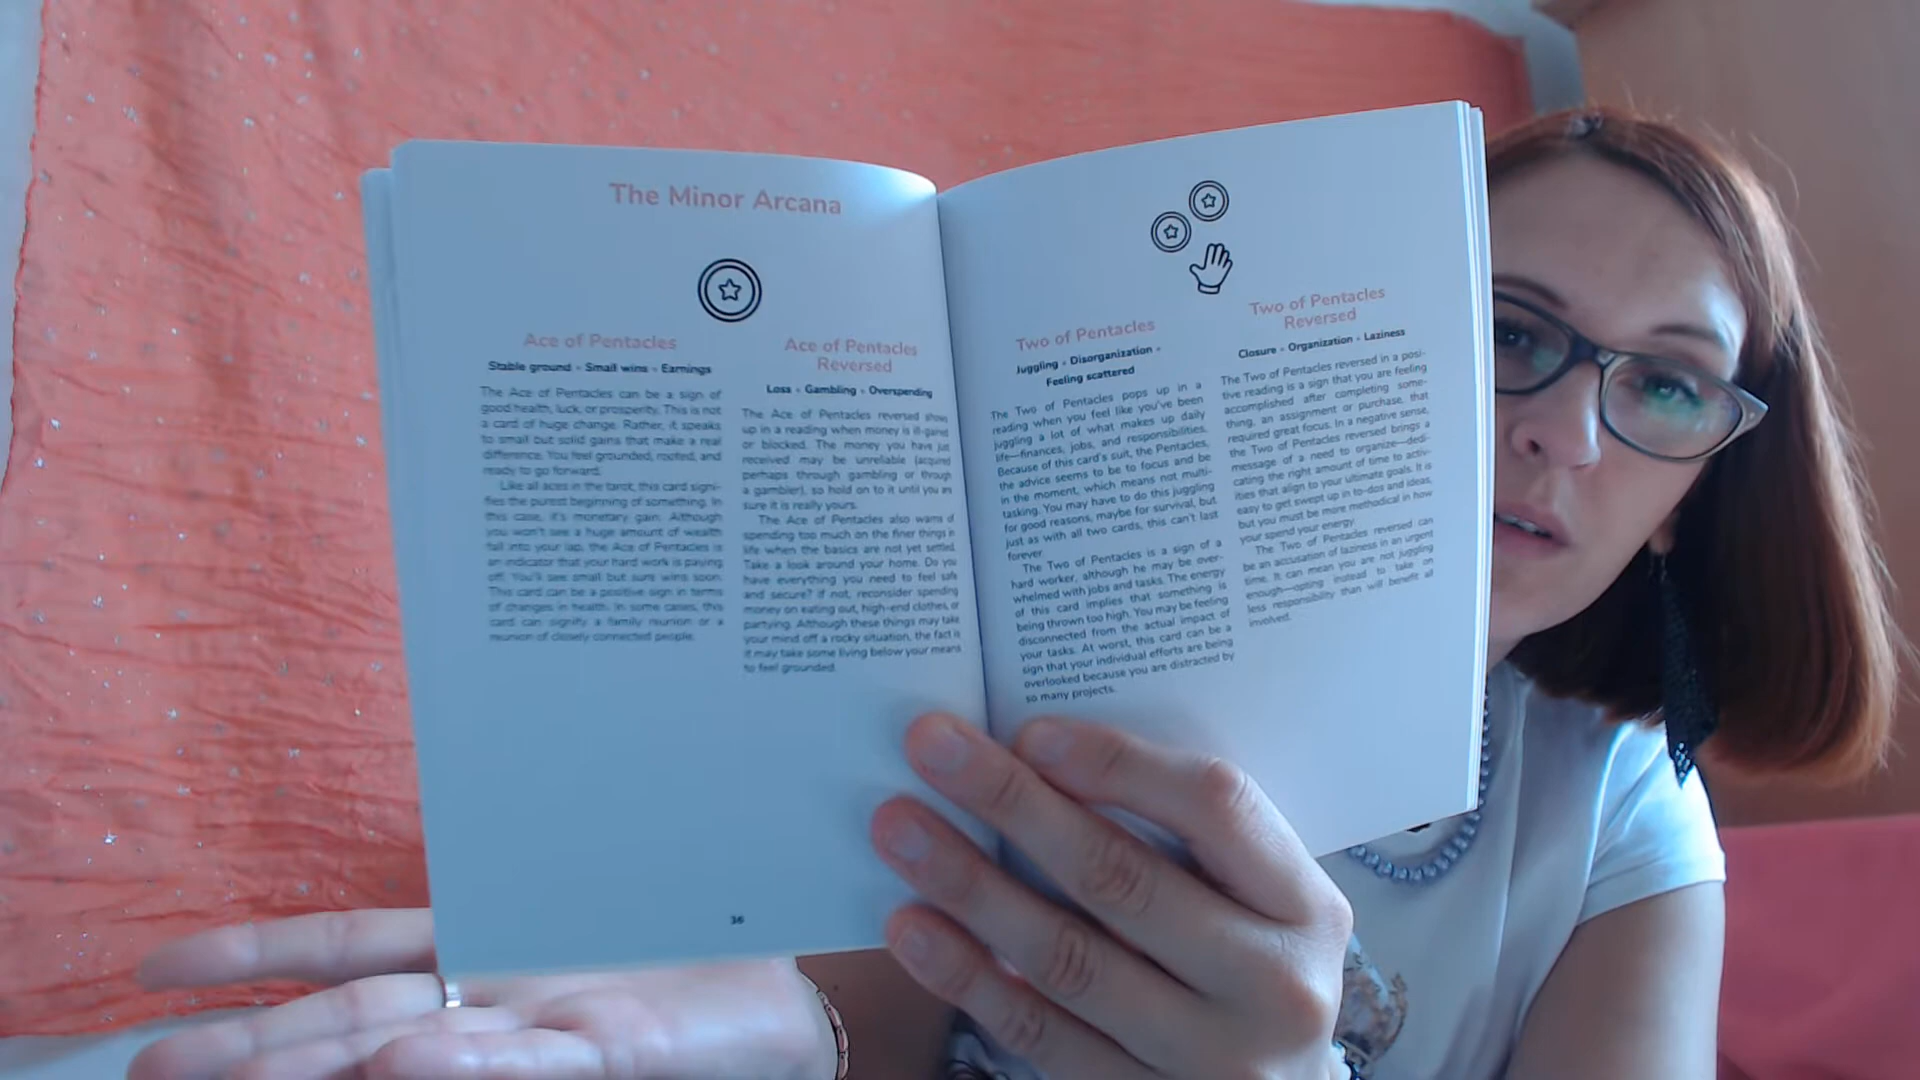 The Minor Arcana
Ace of Pentacles
Stable ground • Small wins • Earnings
The Ace of Pentacles can be a sign of
good health, luck, or prosperity. This is not
a card of huge change. Rather, it speaks
to small but solid gains that make a real
difference. You feel grounded, rooted, and
ready to go forward.
Like all aces in the tarot, this card signi-
fies the purest beginning of something. In
this case, it's monetary gain. Although
you won't see a huge amount of wealth
fall into your lap, the Ace of Pentacles is
an indicator that your hard work is paying
off. You'll see small but sure wins soon.
This card can be a positive sign in terms
of changes in health. In some cases, this
card can signify a family reunion or a
reunion of closely connected people.
Ace of Pentacles
Reversed
Loss • Gambling • Overspending
The Ace of Pentacles reversed shows
up in a reading when money is ill-gained
or blocked. The money you have just
received may be unreliable (acquired
perhaps through gambling or through
a gambler), so hold on to it until you are
sure it is really yours.
The Ace of Pentacles also warns of
spending too much on the finer things in
life when the basics are not yet settled.
Take a look around your home. Do you
have everything you need to feel safe
and secure? If not, reconsider spending
money on eating out, high-end clothes, or
partying. Although these things may take
your mind off a rocky situation, the fact is
it may take some living below your means
to feel grounded.
36
Two of Pentacles
Juggling • Disorganization •
Feeling scattered
The Two of Pentacles pops up in a
reading when you feel like you've been
juggling a lot of what makes up daily
life—finances, jobs, and responsibilities.
Because of this card's suit, the Pentacles,
the advice seems to be to focus and be
in the moment, which means not multi-
tasking. You may have to do this juggling
for good reasons, maybe for survival, but
just as with all two cards, this can't last
forever.
The Two of Pentacles is a sign of a
hard worker, although he may be over-
whelmed with jobs and tasks. The energy
of this card implies that something is
being thrown too high. You may be feeling
disconnected from the actual impact of
your tasks. At worst, this card can be a
sign that your individual efforts are being
overlooked because you are distracted by
so many projects.
Two of Pentacles
Reversed
Closure • Organization • Laziness
The Two of Pentacles reversed in a posi-
tive reading is a sign that you are feeling
accomplished after completing some-
thing, an assignment or purchase, that
required great focus. In a negative sense,
the Two of Pentacles reversed brings a
message of a need to organize—dedi-
cating the right amount of time to activ-
ities that align to your ultimate goals. It is
easy to get swept up in to-dos and ideas,
but you must be more methodical in how
your spend your energy.
The Two of Pentacles reversed can
be an accusation of laziness in an urgent
time. It can mean you are not juggling
enough—opting instead to take on
less responsibility than will benefit all
involved.